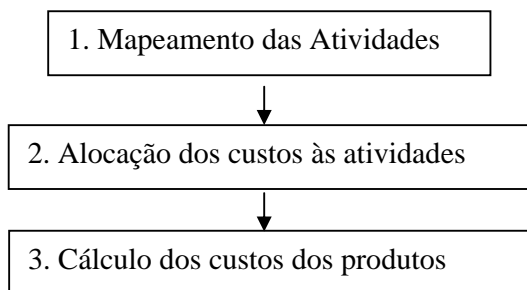 1. Mapeamento das Atividades
2. Alocação dos custos às atividades
3. Cálculo dos custos dos produtos